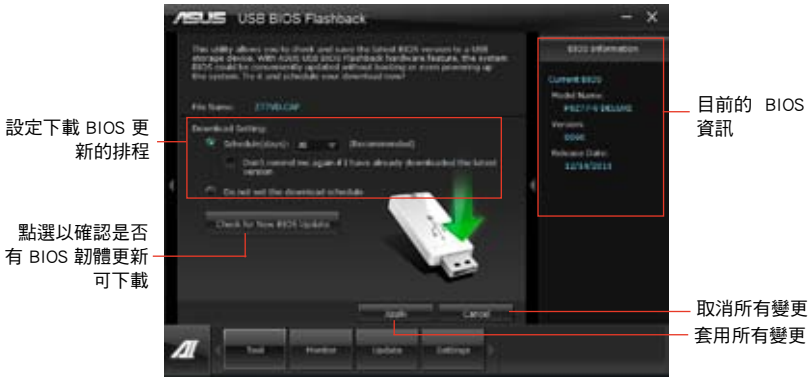 ASUS USB BIOS Flashback
This utility allows you to check and save the latest BIOS version to a USB
storage device. With ASUS USB BIOS Flashback hardware feature, the system
BIOS could be conveniently updated without booting or even powering up
the system. Try it and schedule your download now!
File Name: Z77VD.CAP
Download Setting:
Schedule(days): (Recommended)
Don't remind me again if I have already downloaded the latest
version
Do not set the download schedule
Check for New BIOS Update
Apply
Cancel
Tool
Monitor
Update
Settings
BIOS Information
Current BIOS
Model Name:
P8Z77-V DELUXE
Version:
Release Date:
設定下載 BIOS 更
新的排程
點選以確認是否
有 BIOS 韌體更新
可下載
目前的 BIOS
資訊
取消所有變更
套用所有變更